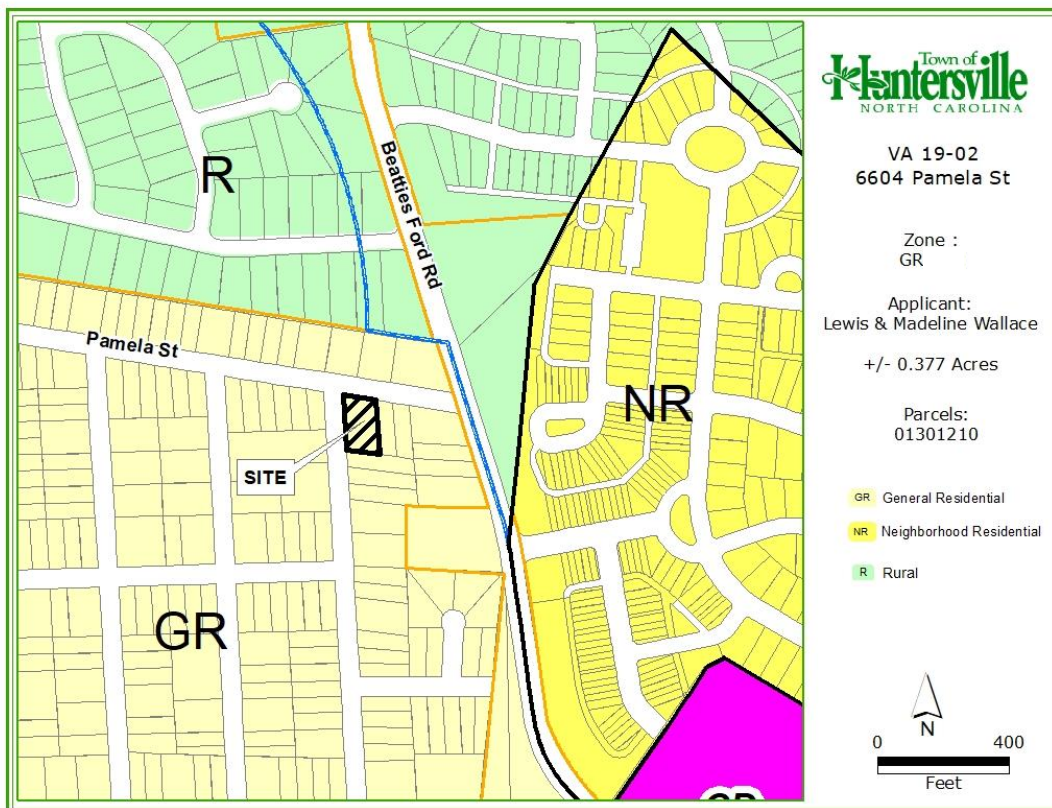 R
Beatties Ford Rd
Pamela St
SITE
NR
GR
Town of
Huntersville
NORTH CAROLINA
VA 19-02
6604 Pamela St
Zone :
GR
Applicant:
Lewis & Madeline Wallace
+/- 0.377 Acres
Parcels:
01301210
GR General Residential
NR Neighborhood Residential
R Rural
N
0 400
Feet